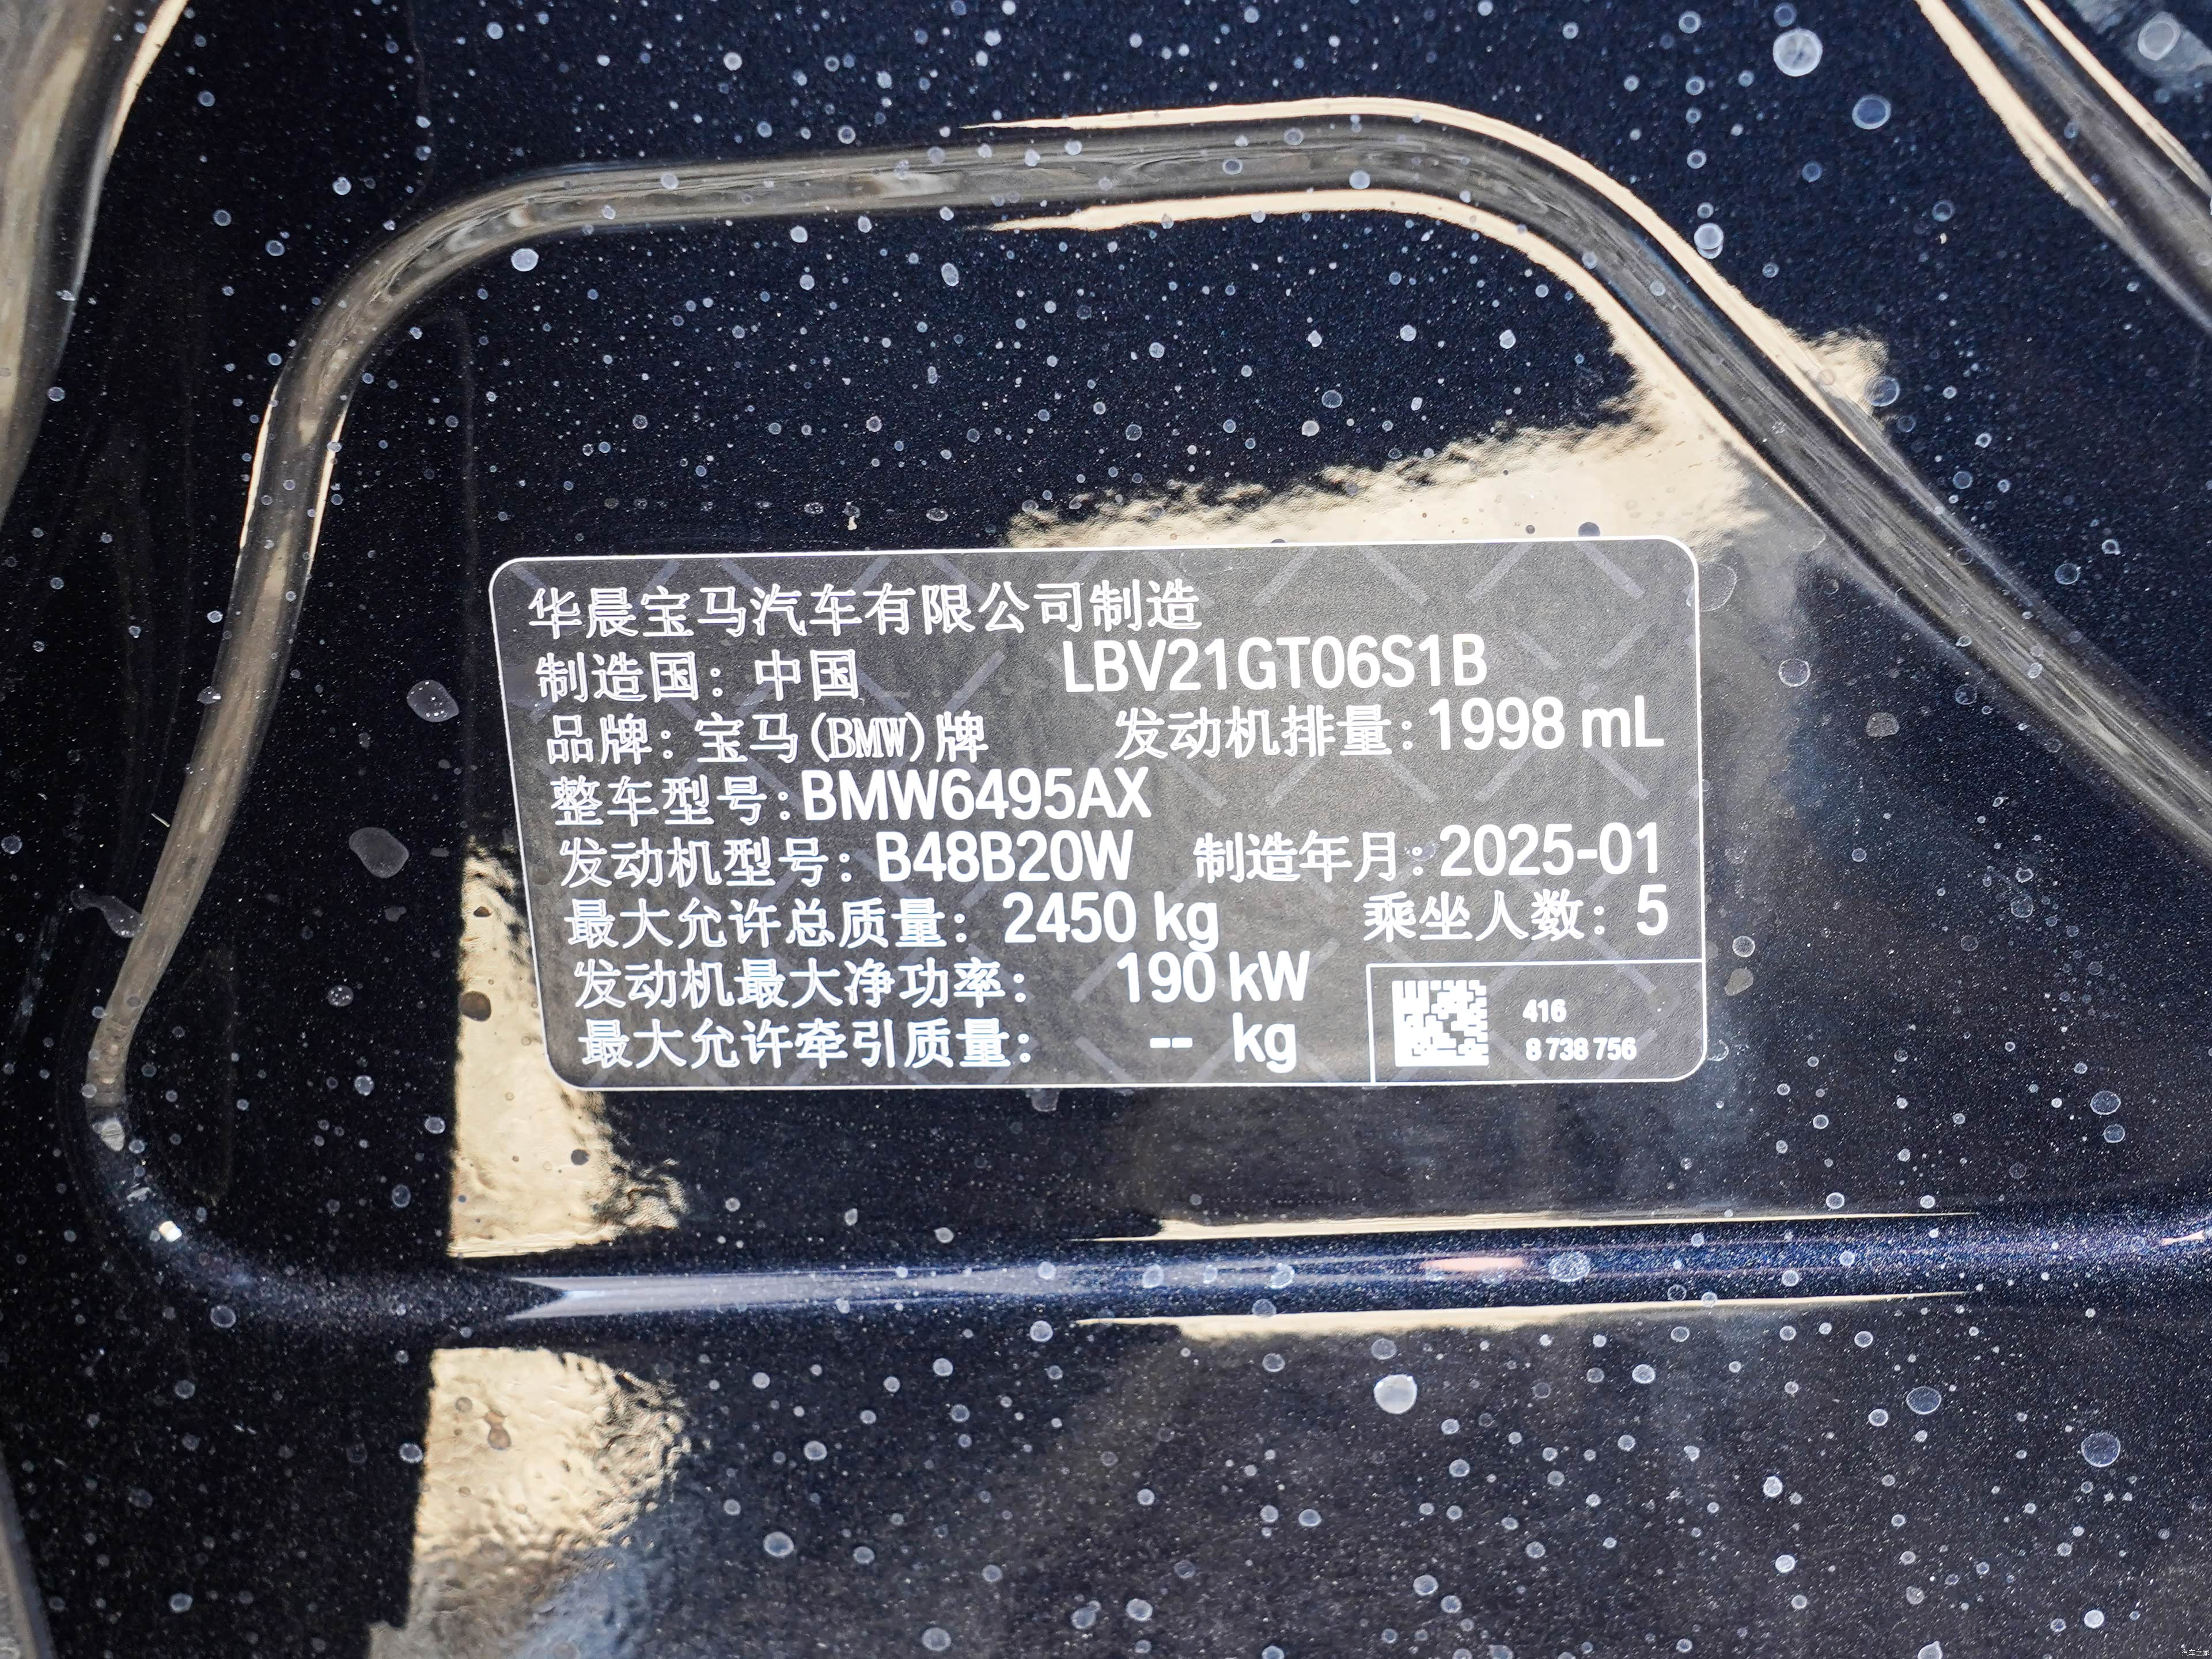 华晨宝马汽车有限公司制造
制造国：中国 LBV21GT06S1B
品牌：宝马(BMW)牌 发动机排量：1998 mL
整车型号：BMW6495AX
发动机型号：B48B20W 制造年月：2025-01
最大允许总质量：2450 kg 乘坐人数：5
发动机最大净功率： 190 kW
最大允许牵引质量： -- kg
416
8 738 756
汽车之家